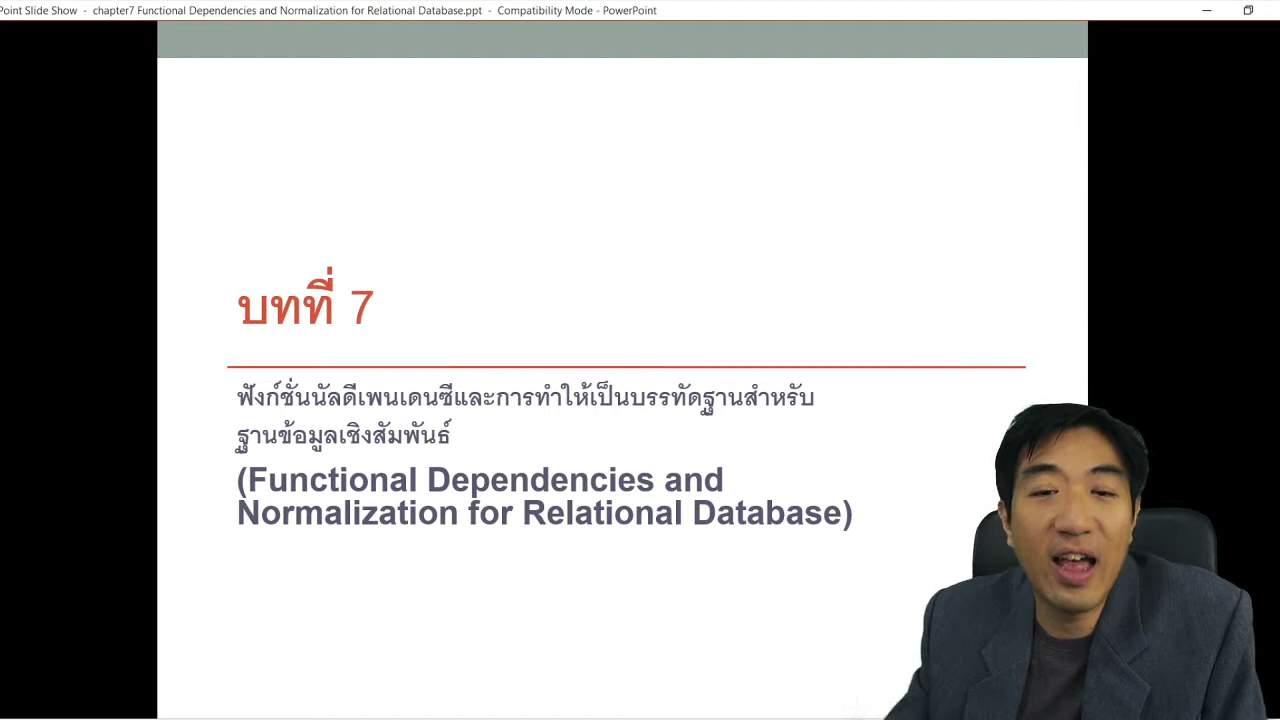 Point Slide Show - chapter7 Functional Dependencies and Normalization for Relational Database.ppt - Compatibility Mode - PowerPoint
บทที่ 7
ฟังก์ชั่นนัลดีเพนเดนซีและการทำให้เป็นบรรทัดฐานสำหรับ
ฐานข้อมูลเชิงสัมพันธ์
(Functional Dependencies and
Normalization for Relational Database)